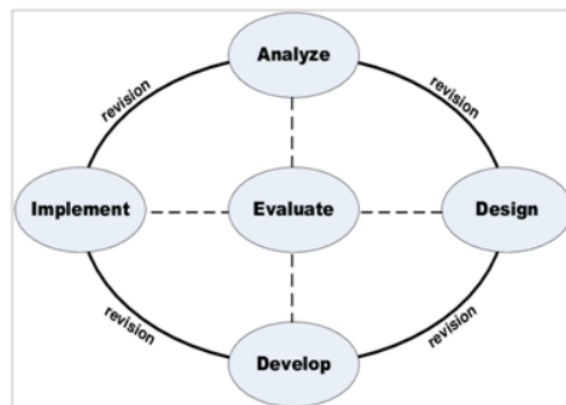 Analyze
revision
revision
Implement
Evaluate
Design
revision
revision
Develop